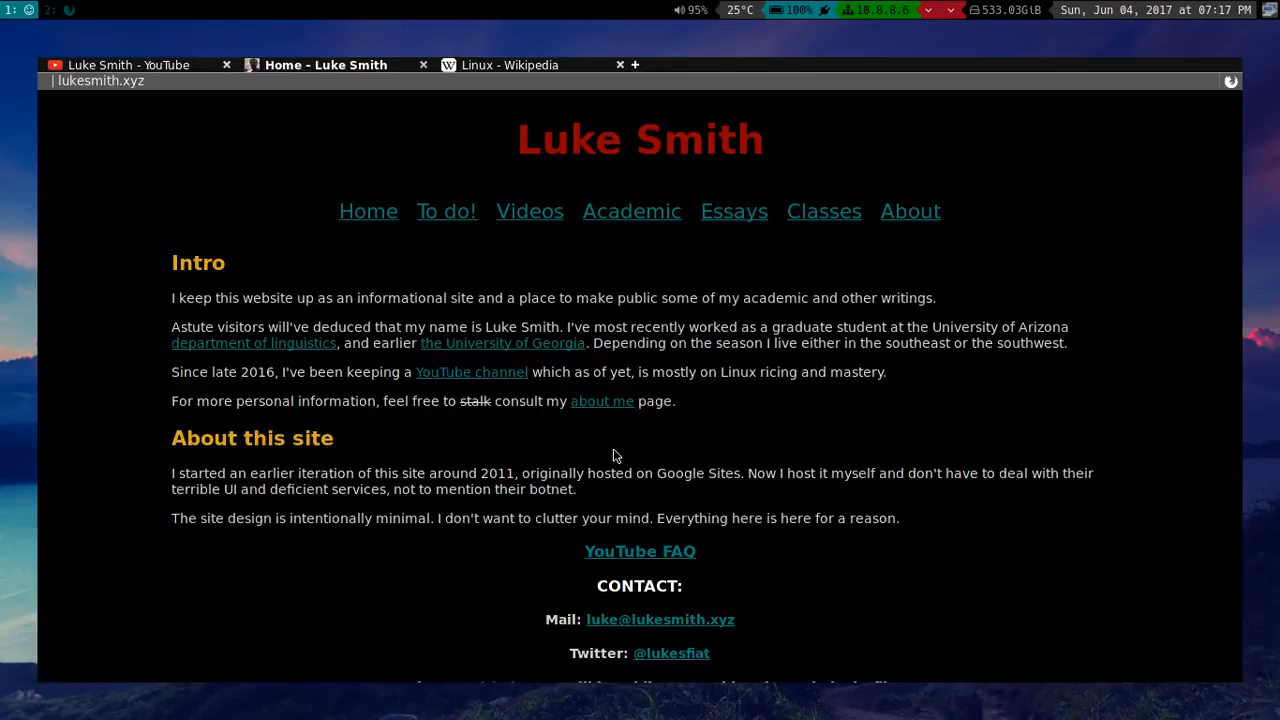 1: 2: 95% 25°C 100% 10.8.8.6 533.03GiB Sun, Jun 04, 2017 at 07:17 PM
Luke Smith - YouTube × Home - Luke Smith × W Linux - Wikipedia × +
| lukesmith.xyz
Luke Smith
Home To do! Videos Academic Essays Classes About
Intro
I keep this website up as an informational site and a place to make public some of my academic and other writings.
Astute visitors will've deduced that my name is Luke Smith. I've most recently worked as a graduate student at the University of Arizona
department of linguistics, and earlier the University of Georgia. Depending on the season I live either in the southeast or the southwest.
Since late 2016, I've been keeping a YouTube channel which as of yet, is mostly on Linux ricing and mastery.
For more personal information, feel free to stalk consult my about me page.
About this site
I started an earlier iteration of this site around 2011, originally hosted on Google Sites. Now I host it myself and don't have to deal with their
terrible UI and deficient services, not to mention their botnet.
The site design is intentionally minimal. I don't want to clutter your mind. Everything here is here for a reason.
YouTube FAQ
CONTACT:
Mail: luke@lukesmith.xyz
Twitter: @lukesfiat